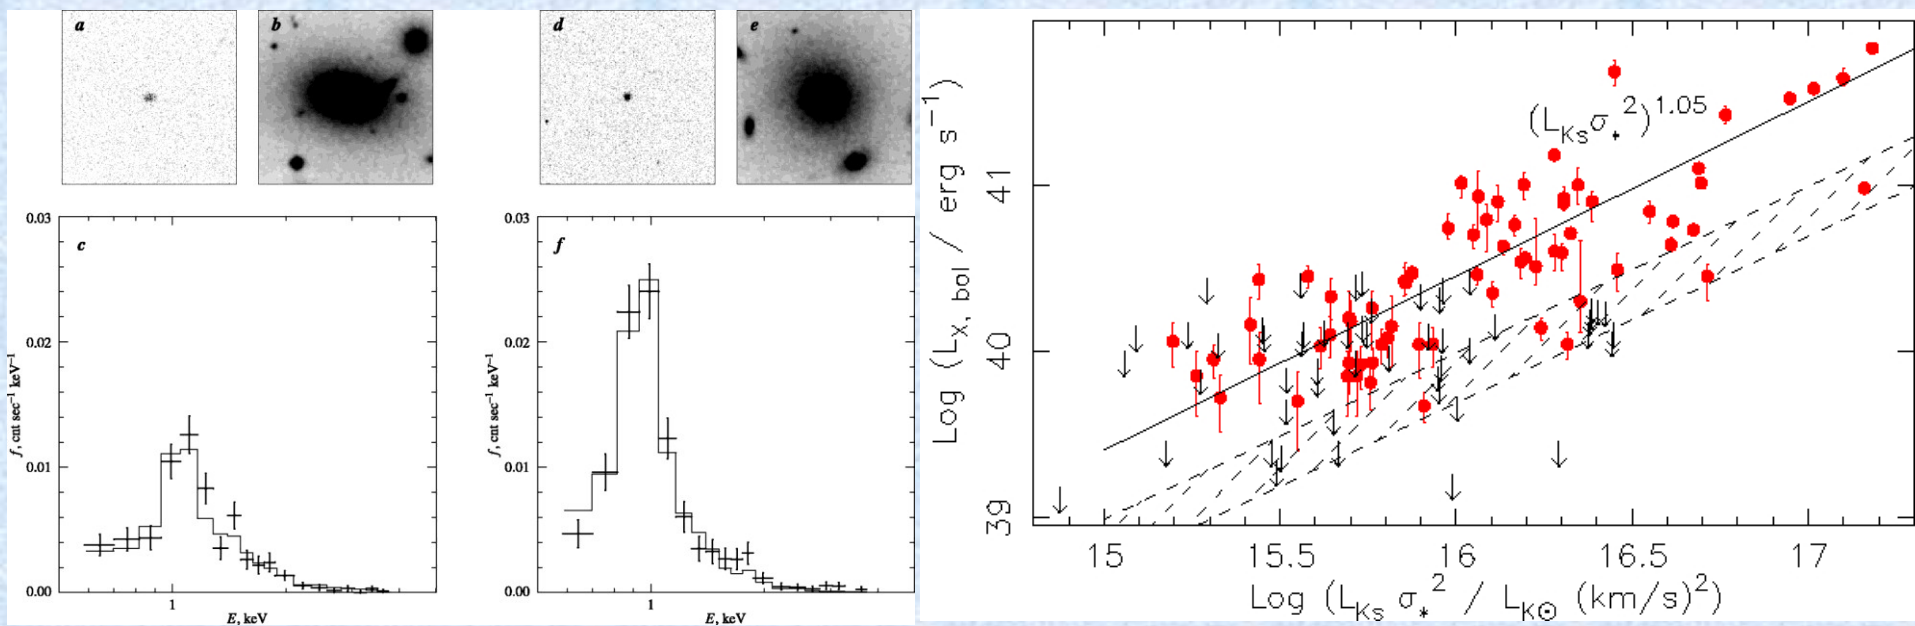 a
b
d
e
c
0.03
0.02
0.01
0.00
f, cnt sec⁻¹ keV⁻¹
1
E, keV
f
0.03
0.02
0.01
0.00
f, cnt sec⁻¹ keV⁻¹
1
E, keV
(L_Ks σ_*²)^1.05
41
40
39
Log (L_X, bol / erg s⁻¹)
15
15.5
16
16.5
17
Log (L_Ks σ_*² / L_K⊙ (km/s)²)